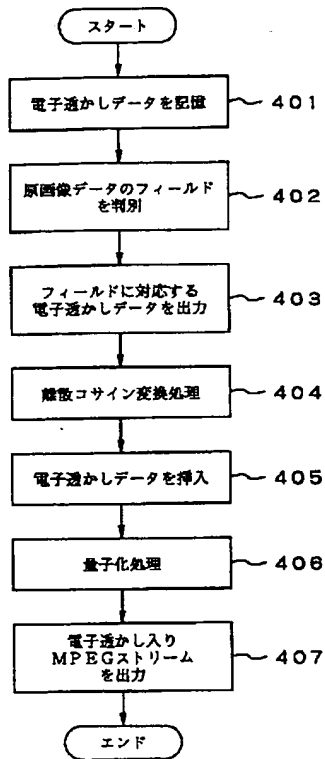 スタート
電子透かしデータを記憶
401
原画像データのフィールド
を判別
402
フィールドに対応する
電子透かしデータを出力
403
離散コサイン変換処理
404
電子透かしデータを挿入
405
量子化処理
406
電子透かし入り
MPEGストリーム
を出力
407
エンド